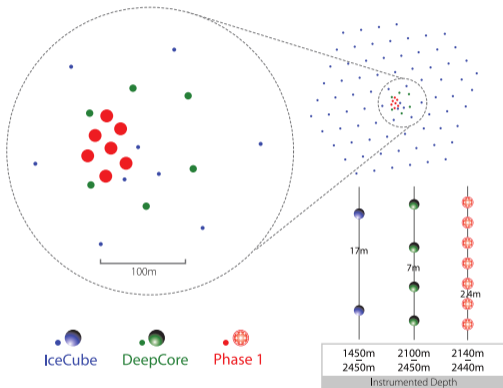 100m
17m
7m
2,4m
IceCube
DeepCore
Phase 1
1450m 2100m 2140m
2450m 2450m 2440m
Instrumented Depth